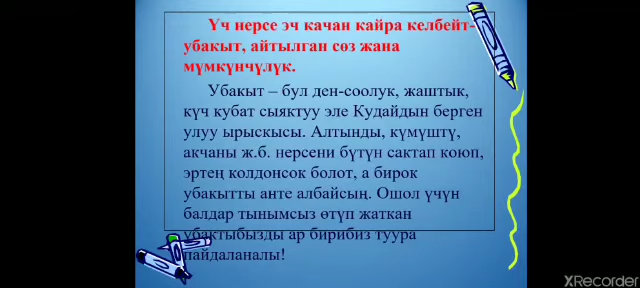 Үч нерсе эч качан кайра келбейт-
убакыт, айтылган сөз жана
мүмкүнчүлүк.
Убакыт – бул ден-соолук, жаштык,
күч кубат сыяктуу эле Кудайдын берген
улуу ырыскысы. Алтынды, күмүштү,
акчаны ж.б. нерсени бүтүн сактап коюп,
эртең колдонсок болот, а бирок
убакытты анте албайсың. Ошол үчүн
балдар тынымсыз өтүп жаткан
убактыбызды ар бирибиз туура
пайдаланалы!
XRecorder